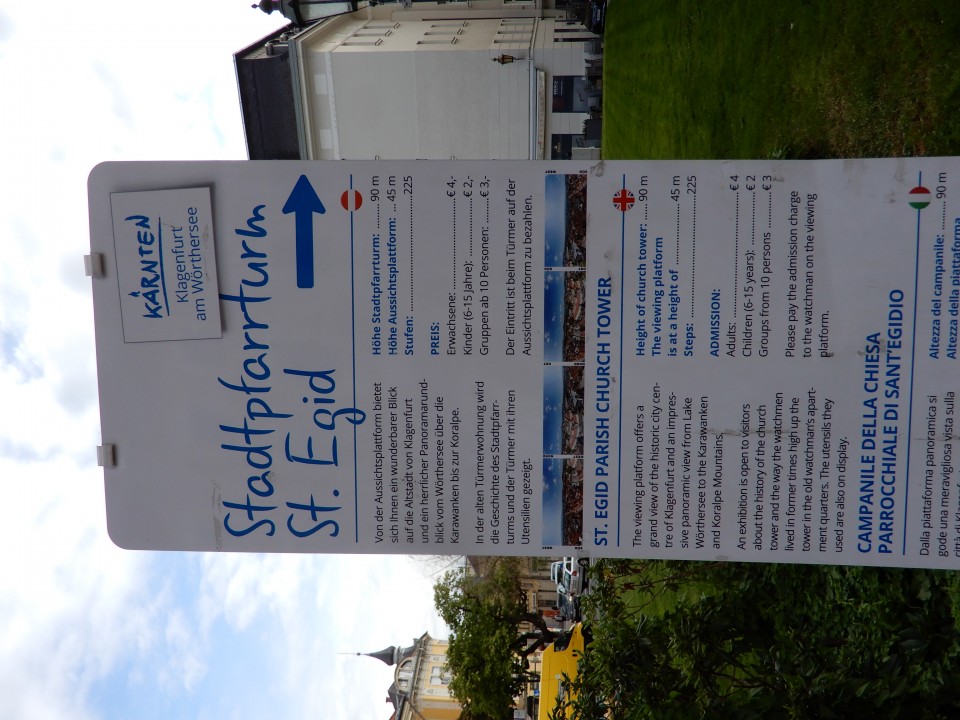 KÄRNTEN
Klagenfurt
am Wörthersee
Stadtpfarrturm
St. Egid
Von der Aussichtsplattform bietet
sich Ihnen ein wunderbarer Blick
auf die Altstadt von Klagenfurt
und ein herrlicher Panoramarund-
blick vom Wörthersee über die
Karawanken bis zur Koralpe.
In der alten Türmerwohnung wird
die Geschichte des Stadtpfarr-
turms und der Türmer mit ihren
Utensilien gezeigt.
Höhe Stadtpfarrturm: ...... 90 m
Höhe Aussichtsplattform: ... 45 m
Stufen: .............................. 225
PREIS:
Erwachsene: ........................€ 4,-
Kinder (6-15 Jahre): ................€ 2,-
Gruppen ab 10 Personen: .....€ 3,-
Der Eintritt ist beim Türmer auf der
Aussichtsplattform zu bezahlen.
ST. EGID PARISH CHURCH TOWER
The viewing platform offers a
grand view of the historic city cen-
tre of Klagenfurt and an impres-
sive panoramic view from Lake
Wörthersee to the Karawanken
and Koralpe Mountains.
An exhibition is open to visitors
about the history of the church
tower and the way the watchmen
lived in former times high up the
tower in the old watchman's apart-
ment quarters. The utensils they
used are also on display.
Height of church tower: ..... 90 m
The viewing platform
is at a height of ................ 45 m
Steps: ................................ 225
ADMISSION:
Adults: ............................... € 4
Children (6-15 years): ........... € 2
Groups from 10 persons ....... € 3
Please pay the admission charge
to the watchman on the viewing
platform.
CAMPANILE DELLA CHIESA
PARROCCHIALE DI SANT'EGIDIO
Dalla piattaforma panoramica si
gode una meravigliosa vista sulla
città di
Altezza del campanile: ....... 90 m
Altezza della piattaforma